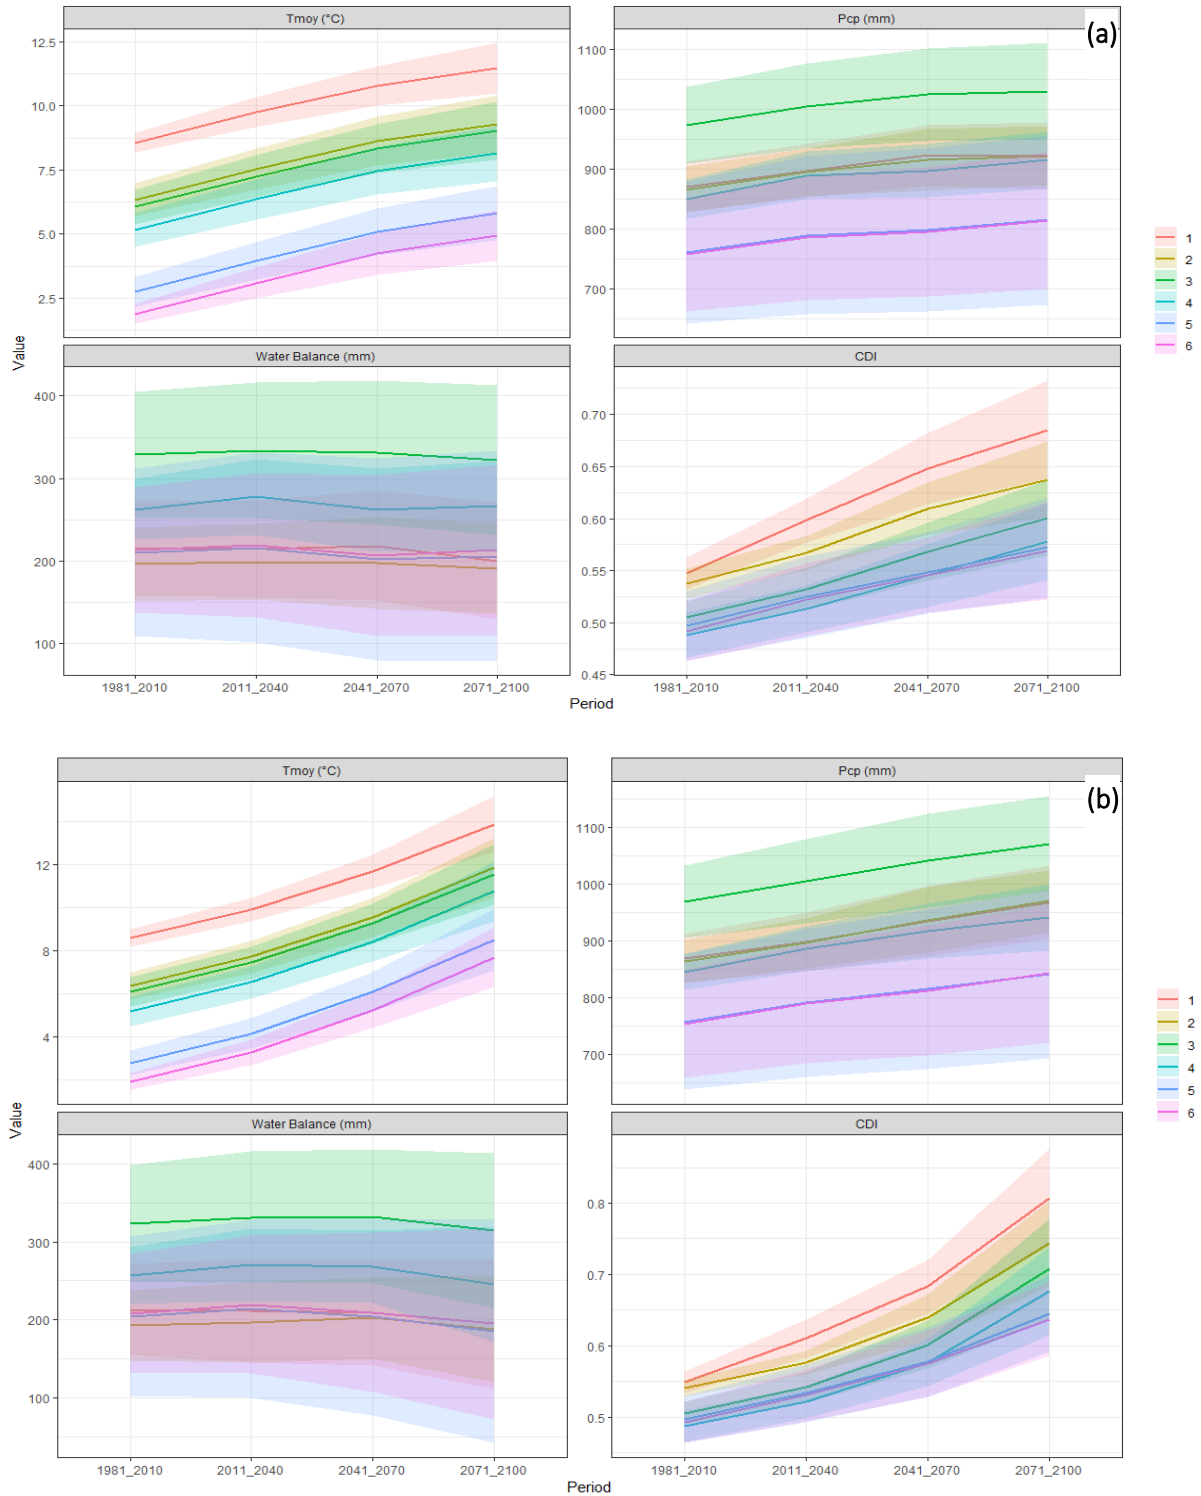 Tmoy (°C)
Pcp (mm)
(a)
12.5
10.0
7.5
5.0
2.5
1100
1000
900
800
700
Value
Water Balance (mm)
CDI
400
300
200
100
0.70
0.65
0.60
0.55
0.50
0.45
1981_2010 2011_2040 2041_2070 2071_2100
1981_2010 2011_2040 2041_2070 2071_2100
Period
1
2
3
4
5
6
Tmoy (°C)
Pcp (mm)
(b)
12
8
4
1100
1000
900
800
700
Value
Water Balance (mm)
CDI
400
300
200
100
0.8
0.7
0.6
0.5
1981_2010 2011_2040 2041_2070 2071_2100
1981_2010 2011_2040 2041_2070 2071_2100
Period
1
2
3
4
5
6